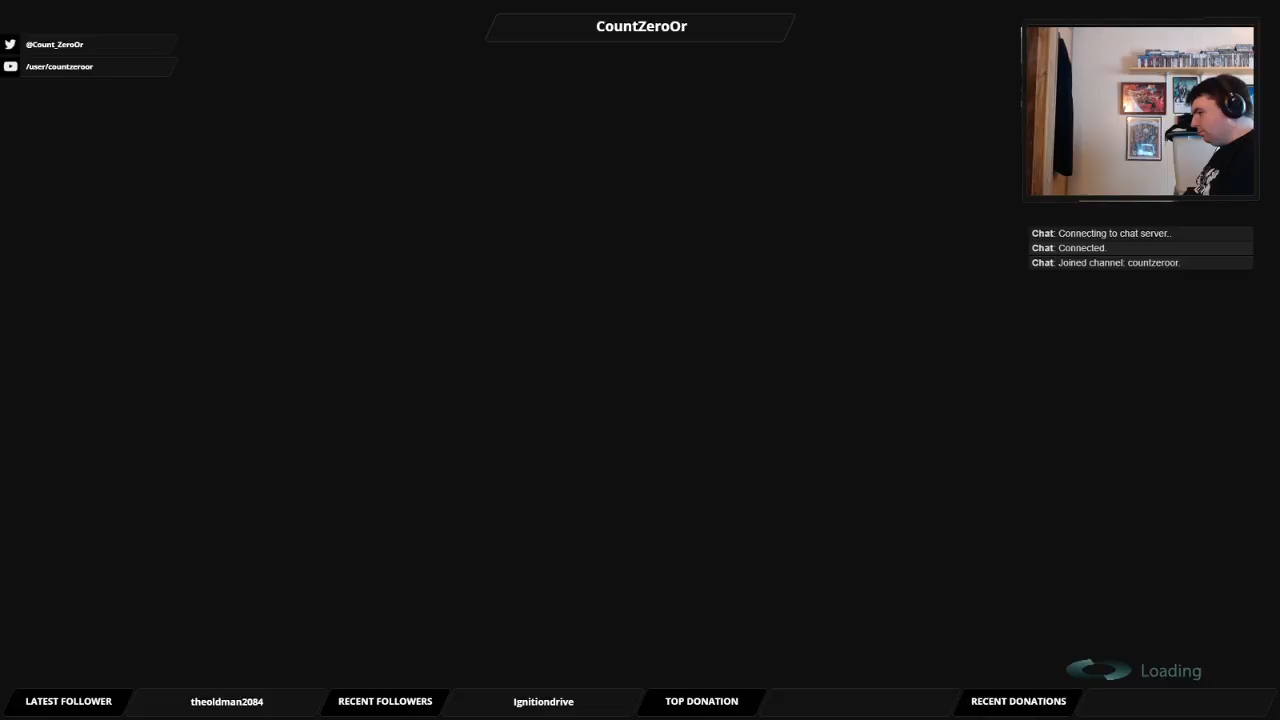 CountZeroOr
@Count_ZeroOr
/user/countzeroor
Chat: Connecting to chat server..
Chat: Connected.
Chat: Joined channel: countzeroor.
Loading
LATEST FOLLOWER
theoldman2084
RECENT FOLLOWERS
Ignitiondrive
TOP DONATION
RECENT DONATIONS